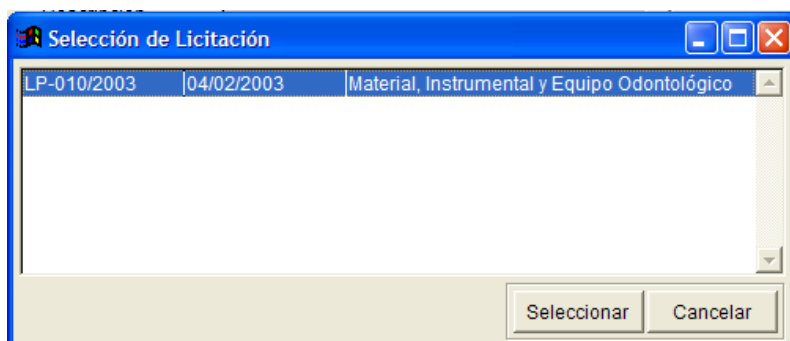 Selección de Licitación
LP-010/2003 04/02/2003 Material, Instrumental y Equipo Odontológico
Seleccionar Cancelar